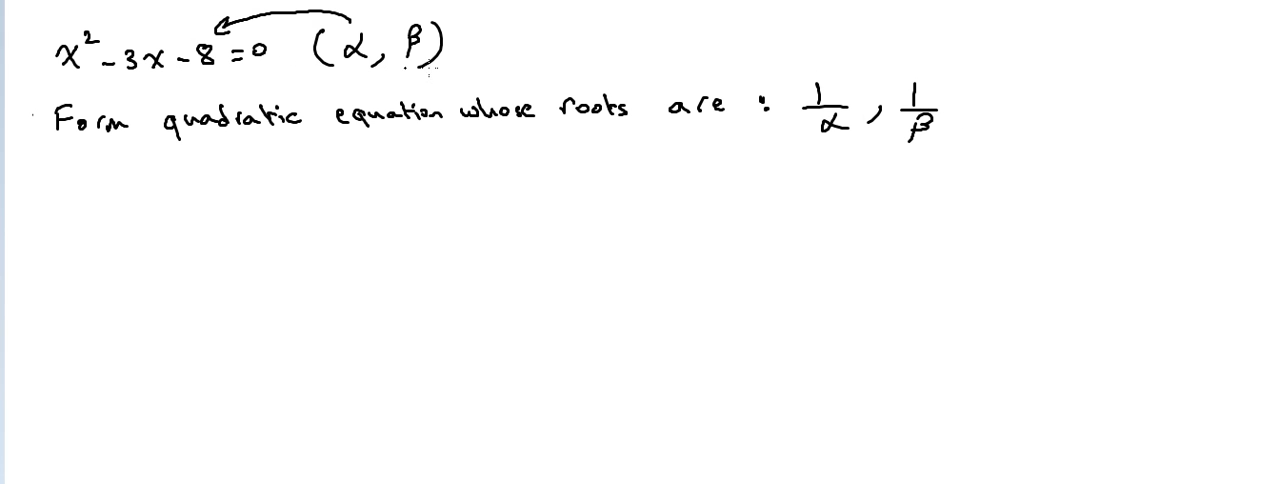 x² - 3x - 8 = 0 (α, β)
Form quadratic equation whose roots are : 1/α , 1/β